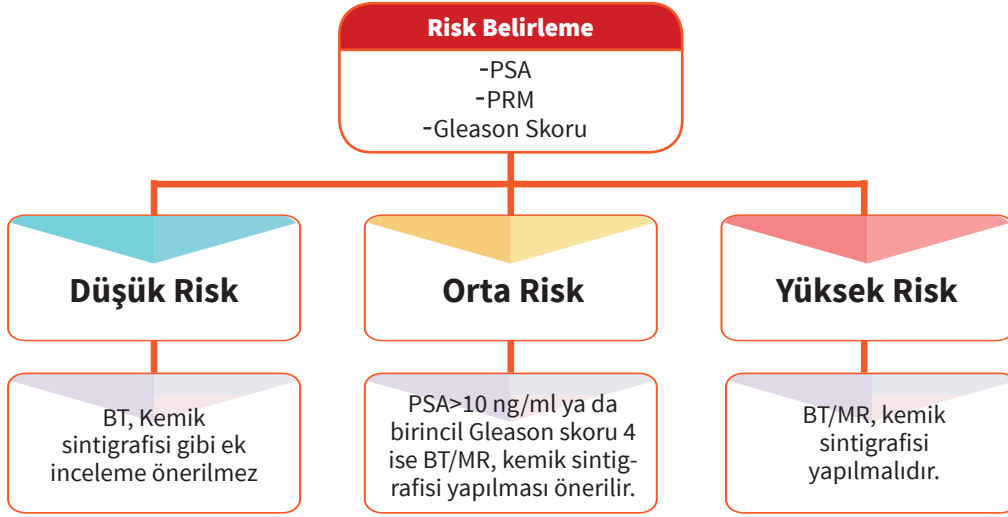 Risk Belirleme
-PSA
-PRM
-Gleason Skoru
Düşük Risk
Orta Risk
Yüksek Risk
BT, Kemik
sintigrafisi gibi ek
inceleme önerilmez
PSA>10 ng/ml ya da
birincil Gleason skoru 4
ise BT/MR, kemik sintig-
rafisi yapılması önerilir.
BT/MR, kemik
sintigrafisi
yapılmalıdır.